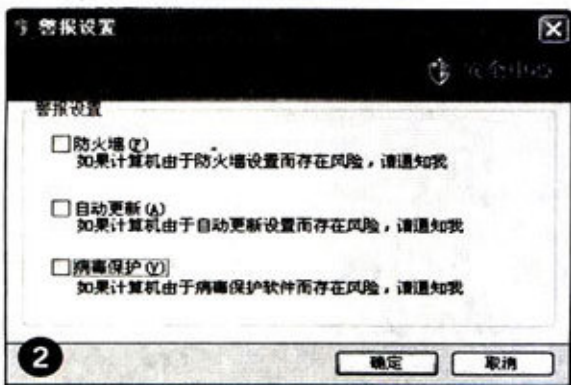 警报设置
安全中心
警报设置
防火墙(F)
如果计算机由于防火墙设置而存在风险，请通知我
自动更新(A)
如果计算机由于自动更新设置而存在风险，请通知我
病毒保护(V)
如果计算机由于病毒保护软件而存在风险，请通知我
2
确定
取消